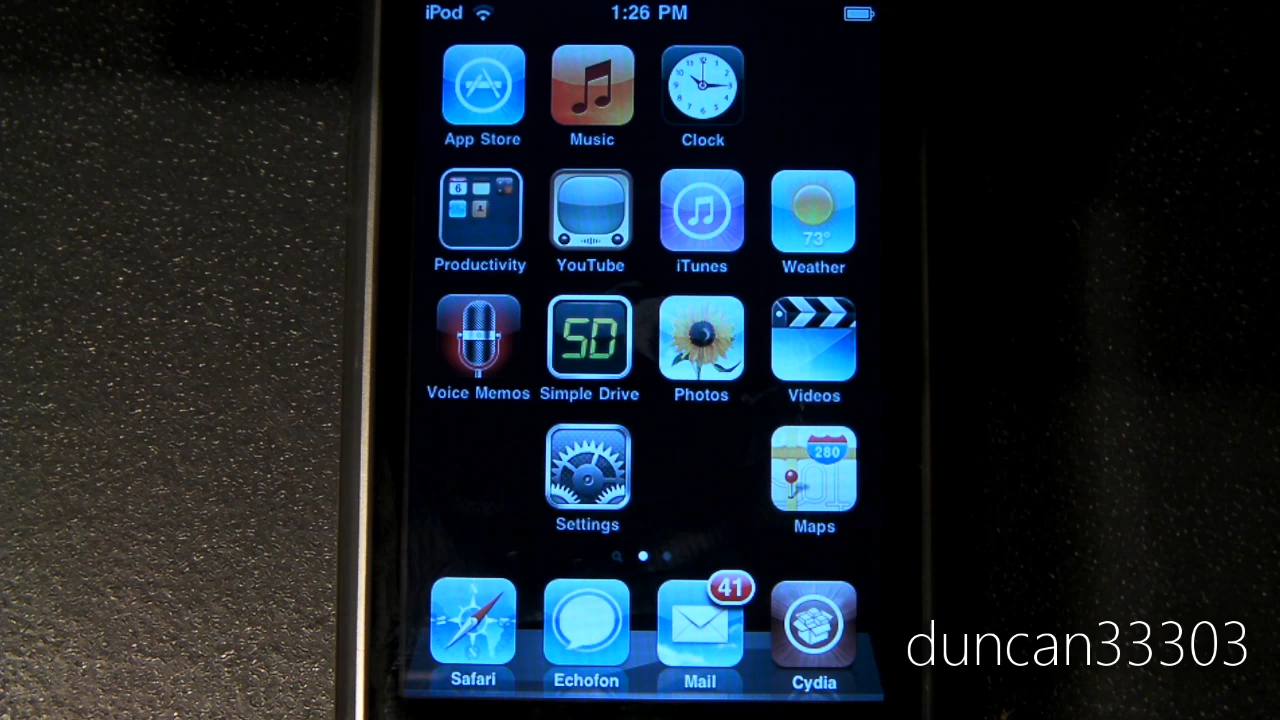 iPod 1:26 PM
App Store Music Clock
6
73°
Productivity YouTube iTunes Weather
SD
Voice Memos Simple Drive Photos Videos
280
Settings Maps
41
Safari Echofon Mail Cydia
duncan33303